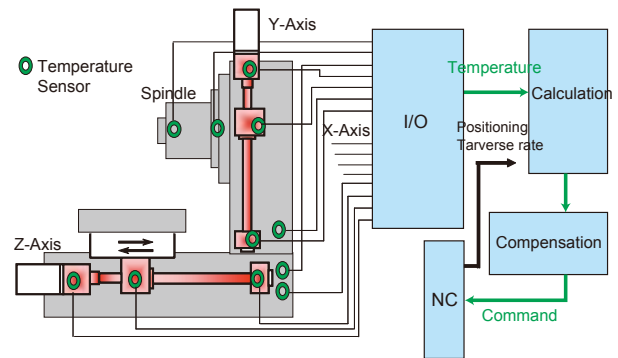 Y-Axis
Temperature
Sensor
Spindle
X-Axis
I/O
Temperature
Calculation
Positioning
Tarverse rate
Compensation
Z-Axis
NC
Command